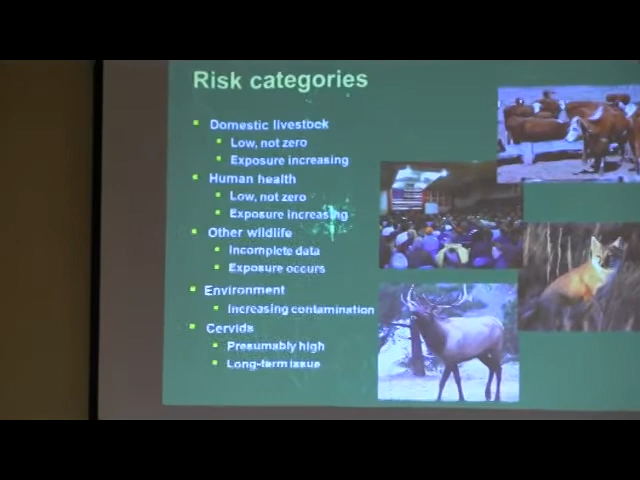 Risk categories
Domestic livestock
Low, not zero
Exposure increasing
Human health
Low, not zero
Exposure increasing
Other wildlife
Incomplete data
Exposure occurs
Environment
Increasing contamination
Cervids
Presumably high
Long-term issue